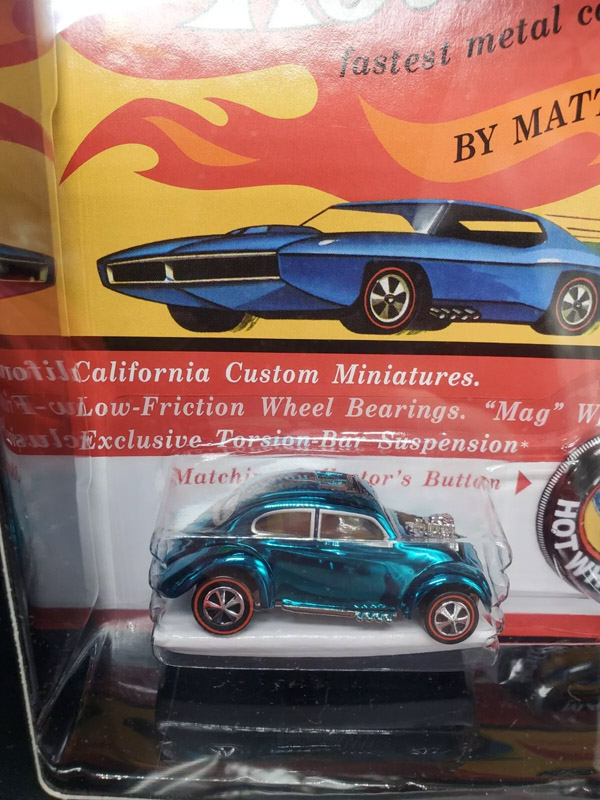 fastest metal
BY MATT
California Custom Miniatures.
Low-Friction Wheel Bearings. “Mag” W
Exclusive Torsion-Bar Suspension*
Matchi tor's Button
HOT WH